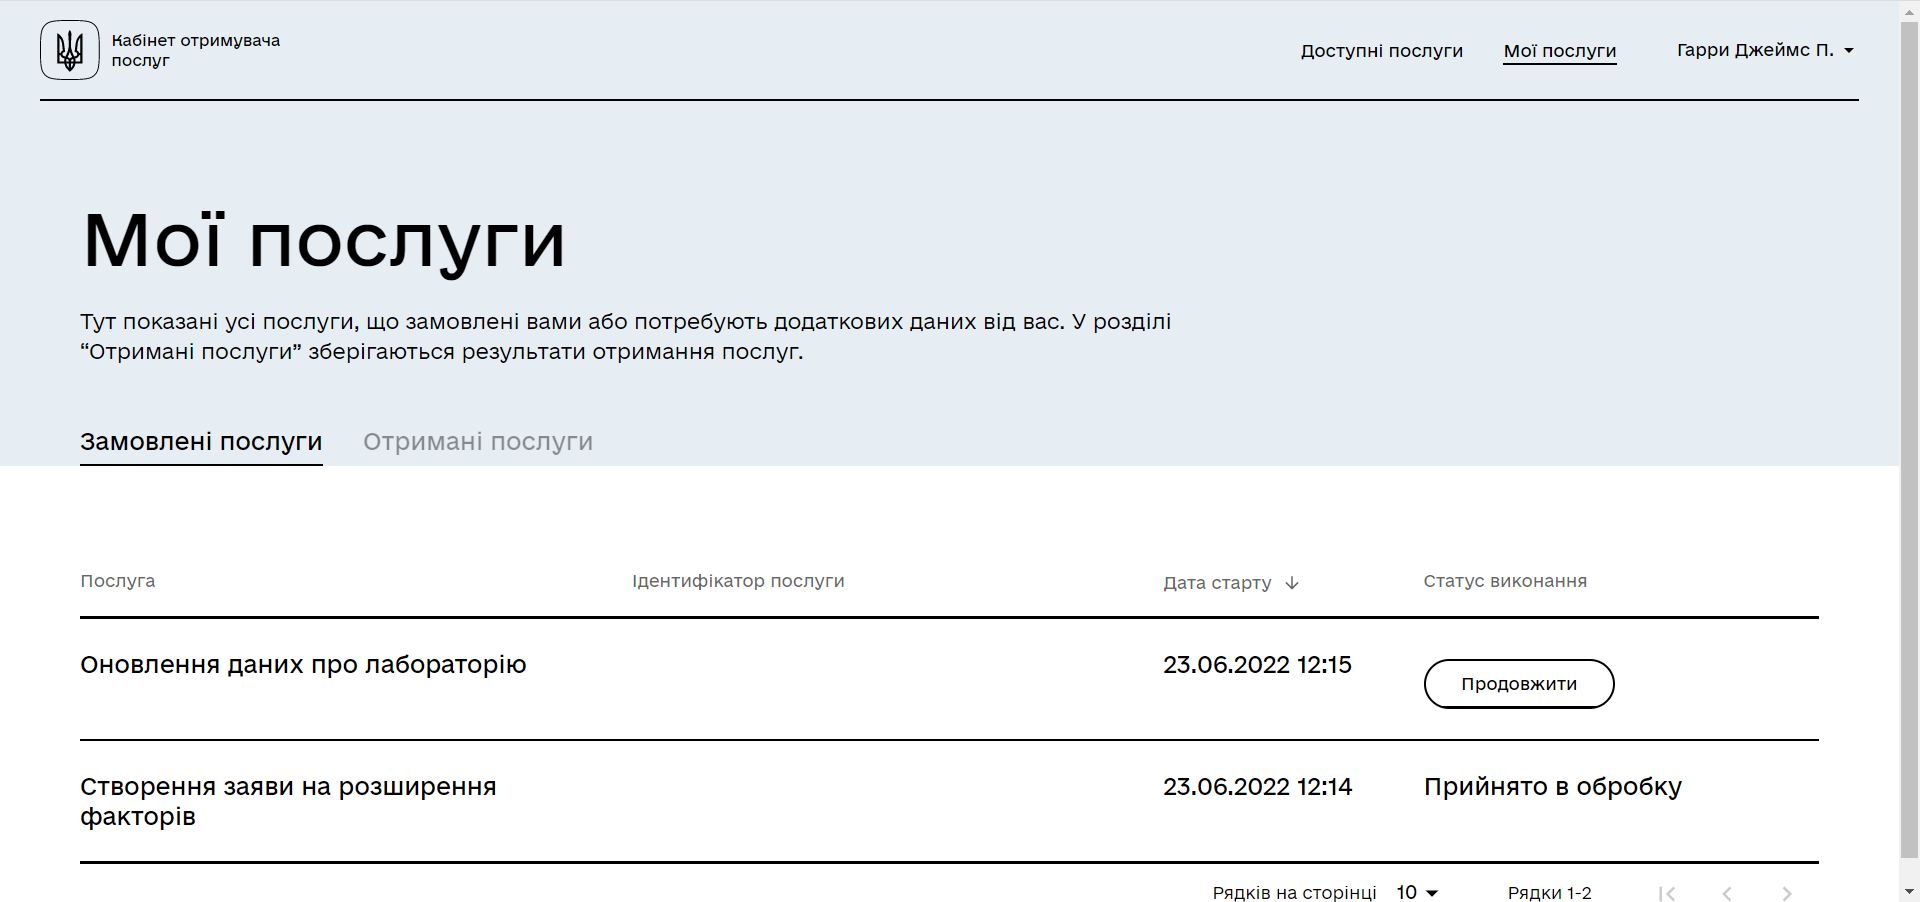 Кабінет отримувача
послуг
Доступні послуги
Мої послуги
Гарри Джеймс П.
Мої послуги
Тут показані усі послуги, що замовлені вами або потребують додаткових даних від вас. У розділі
“Отримані послуги” зберігаються результати отримання послуг.
Замовлені послуги
Отримані послуги
Послуга
Ідентифікатор послуги
Дата старту
Статус виконання
Оновлення даних про лабораторію
23.06.2022 12:15
Продовжити
Створення заяви на розширення
факторів
23.06.2022 12:14
Прийнято в обробку
Рядків на сторінці
10
Рядки 1-2